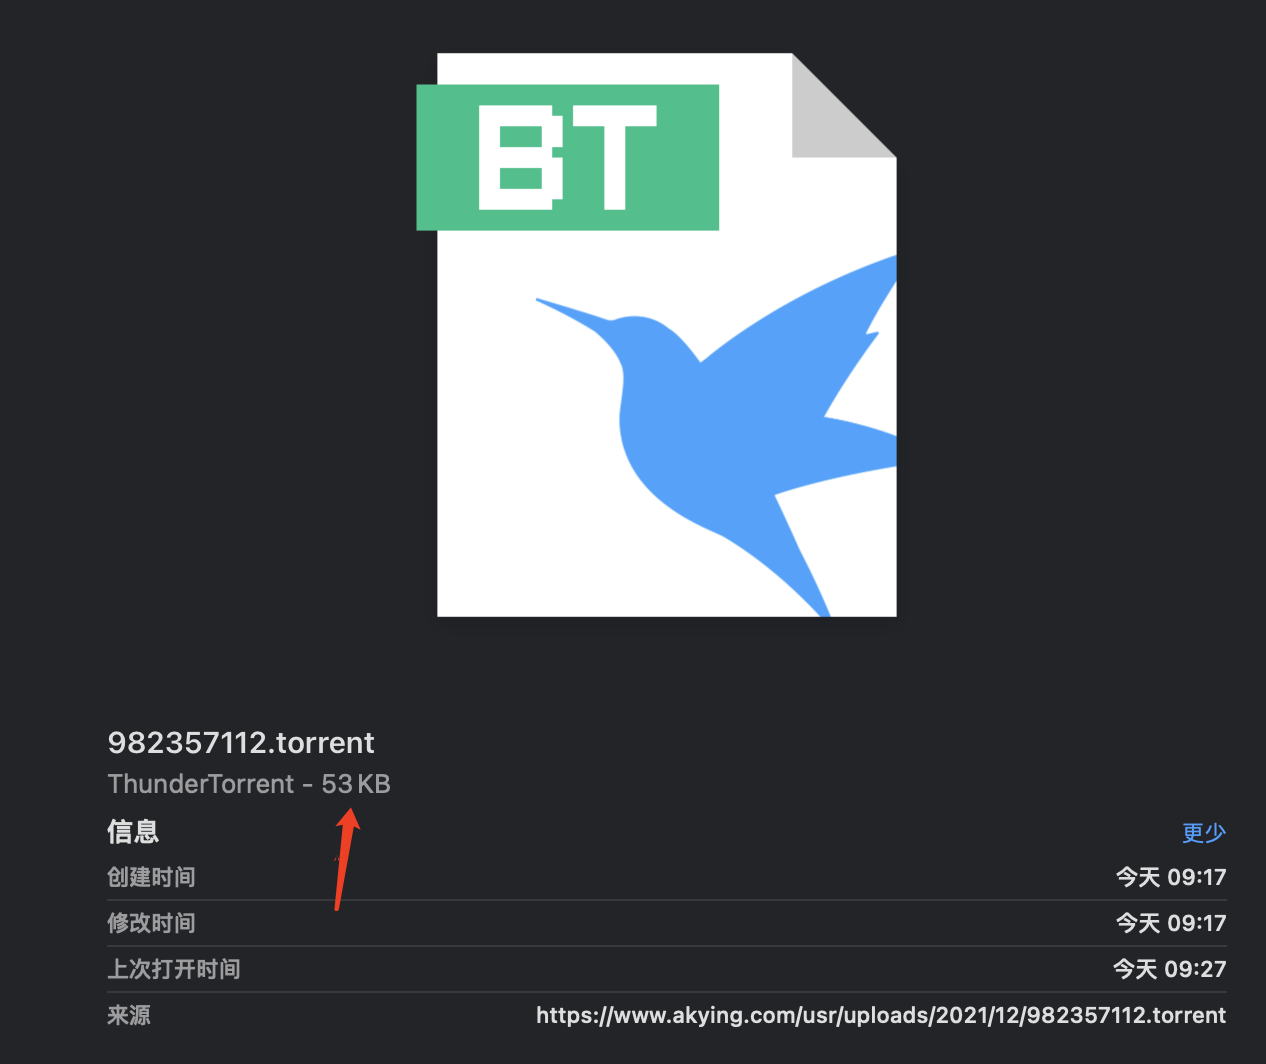 BT
982357112.torrent
ThunderTorrent - 53 KB
信息 更少
创建时间 今天 09:17
修改时间 今天 09:17
上次打开时间 今天 09:27
来源 https://www.akying.com/usr/uploads/2021/12/982357112.torrent